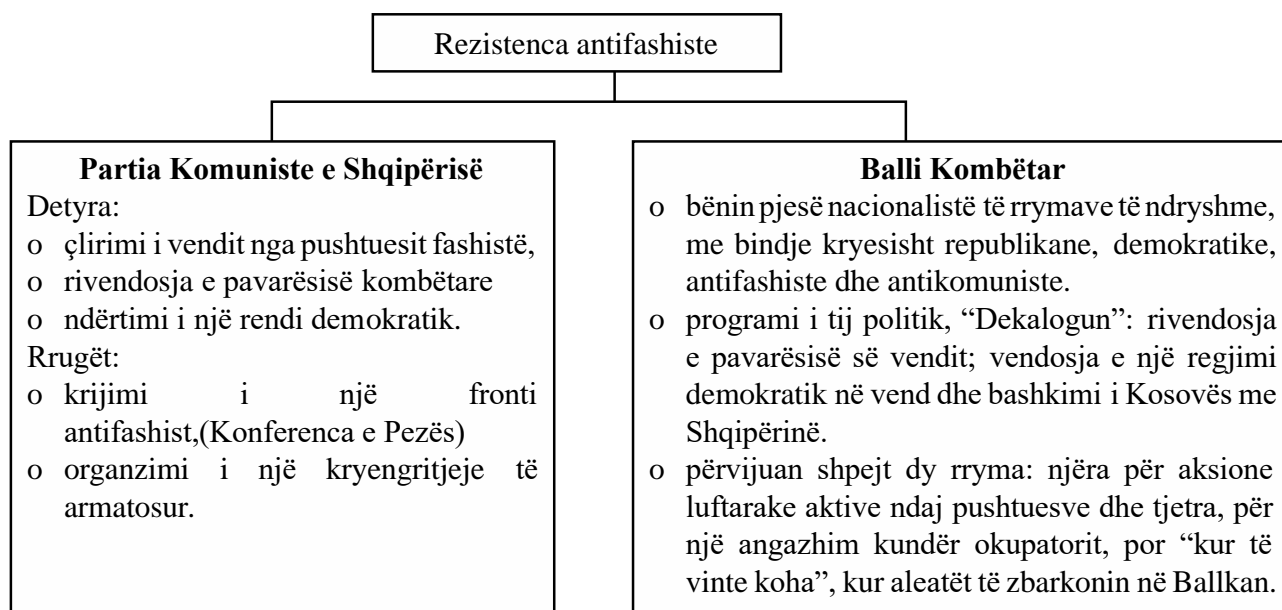 Rezistenca antifashiste
Partia Komuniste e Shqipërisë
Detyra:
o çlirimi i vendit nga pushtuesit fashistë,
o rivendosja e pavarësisë kombëtare
o ndërtimi i një rendi demokratik.
Rrugët:
o krijimi i një fronti
antifashist,(Konferenca e Pezës)
o organzimi i një kryengritjeje të
armatosur.
Balli Kombëtar
o bënin pjesë nacionalistë të rrymave të ndryshme,
me bindje kryesisht republikane, demokratike,
antifashiste dhe antikomuniste.
o programi i tij politik, “Dekalogun”: rivendosja
e pavarësisë së vendit; vendosja e një regjimi
demokratik në vend dhe bashkimi i Kosovës me
Shqipërinë.
o përvijuan shpejt dy rryma: njëra për aksione
luftarake aktive ndaj pushtuesve dhe tjetra, për
një angazhim kundër okupatorit, por “kur të
vinte koha”, kur aleatët të zbarkonin në Ballkan.